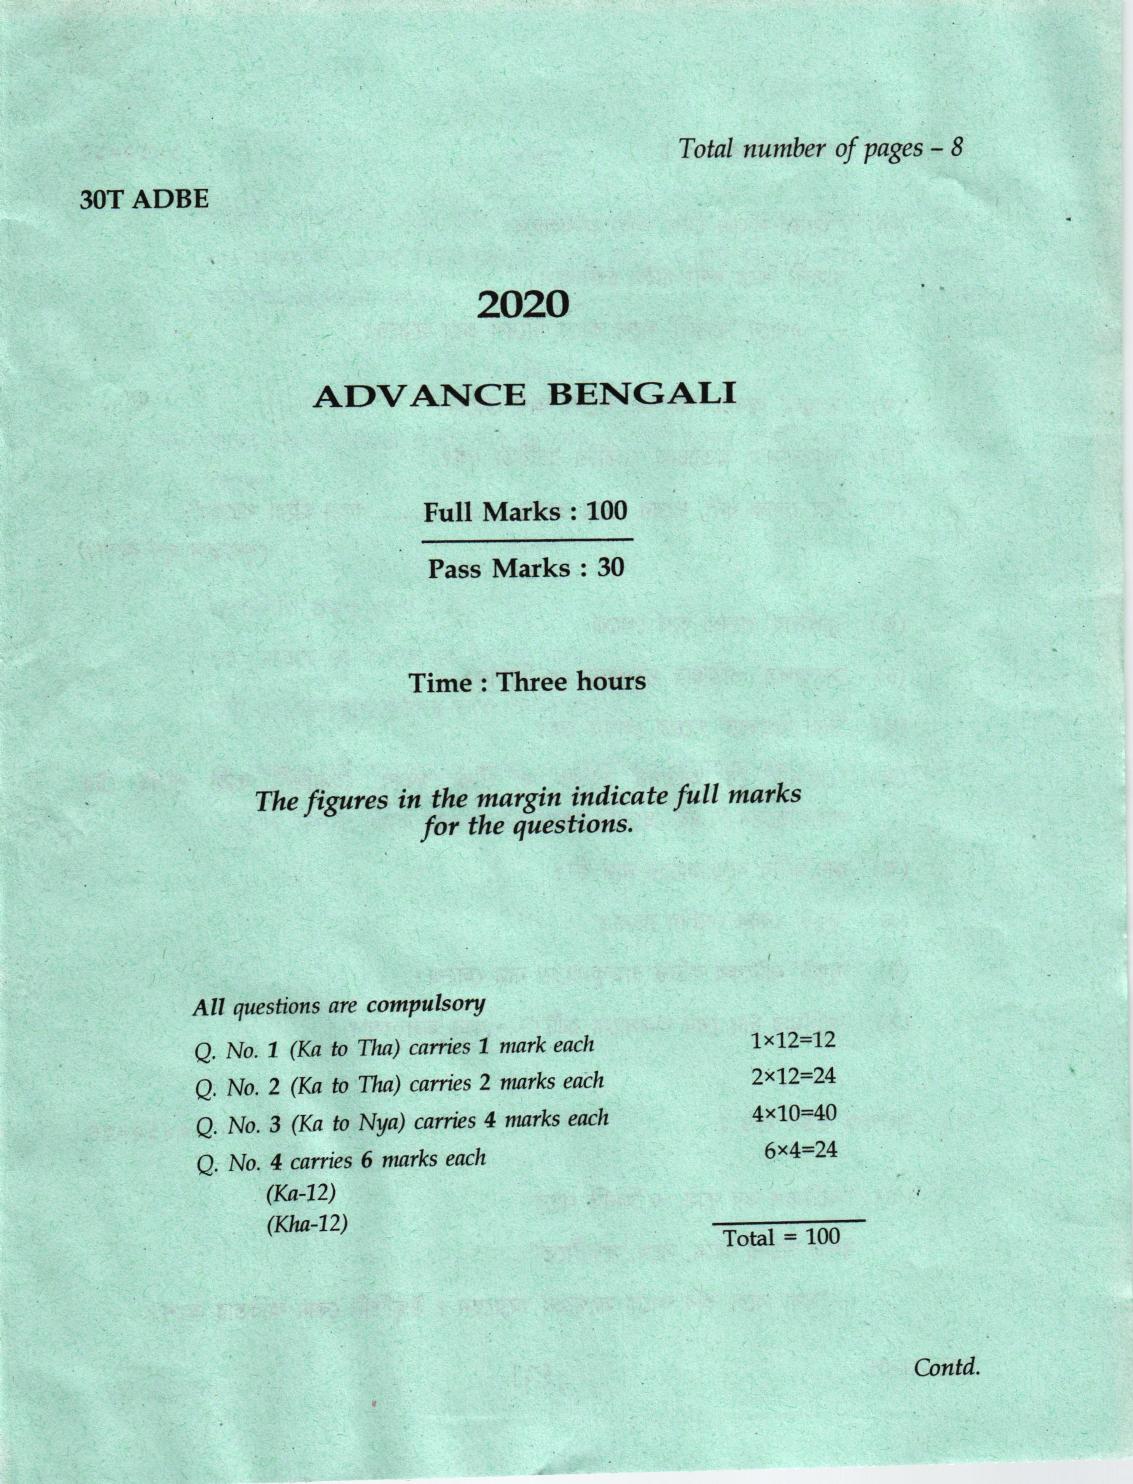 Total number of pages – 8
30T ADBE
2020
ADVANCE BENGALI
Full Marks : 100
Pass Marks : 30
Time : Three hours
The figures in the margin indicate full marks
for the questions.
All questions are compulsory
Q. No. 1 (Ka to Tha) carries 1 mark each 1×12=12
Q. No. 2 (Ka to Tha) carries 2 marks each 2×12=24
Q. No. 3 (Ka to Nya) carries 4 marks each 4×10=40
Q. No. 4 carries 6 marks each 6×4=24
(Ka-12)
(Kha-12)
Total = 100
Contd.